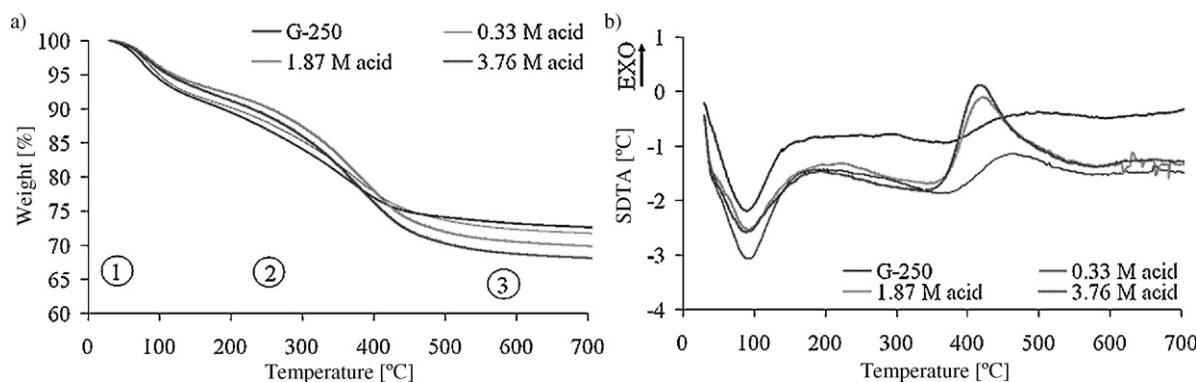 a)
G-250
0.33 M acid
1.87 M acid
3.76 M acid
100
95
90
85
80
75
70
65
60
Weight [%]
1
2
3
0
100
200
300
400
500
600
700
Temperature [ºC]
b)
EXO
1
0
-1
-2
-3
-4
SDTA [ºC]
G-250
0.33 M acid
1.87 M acid
3.76 M acid
0
100
200
300
400
500
600
700
Temperature [ºC]